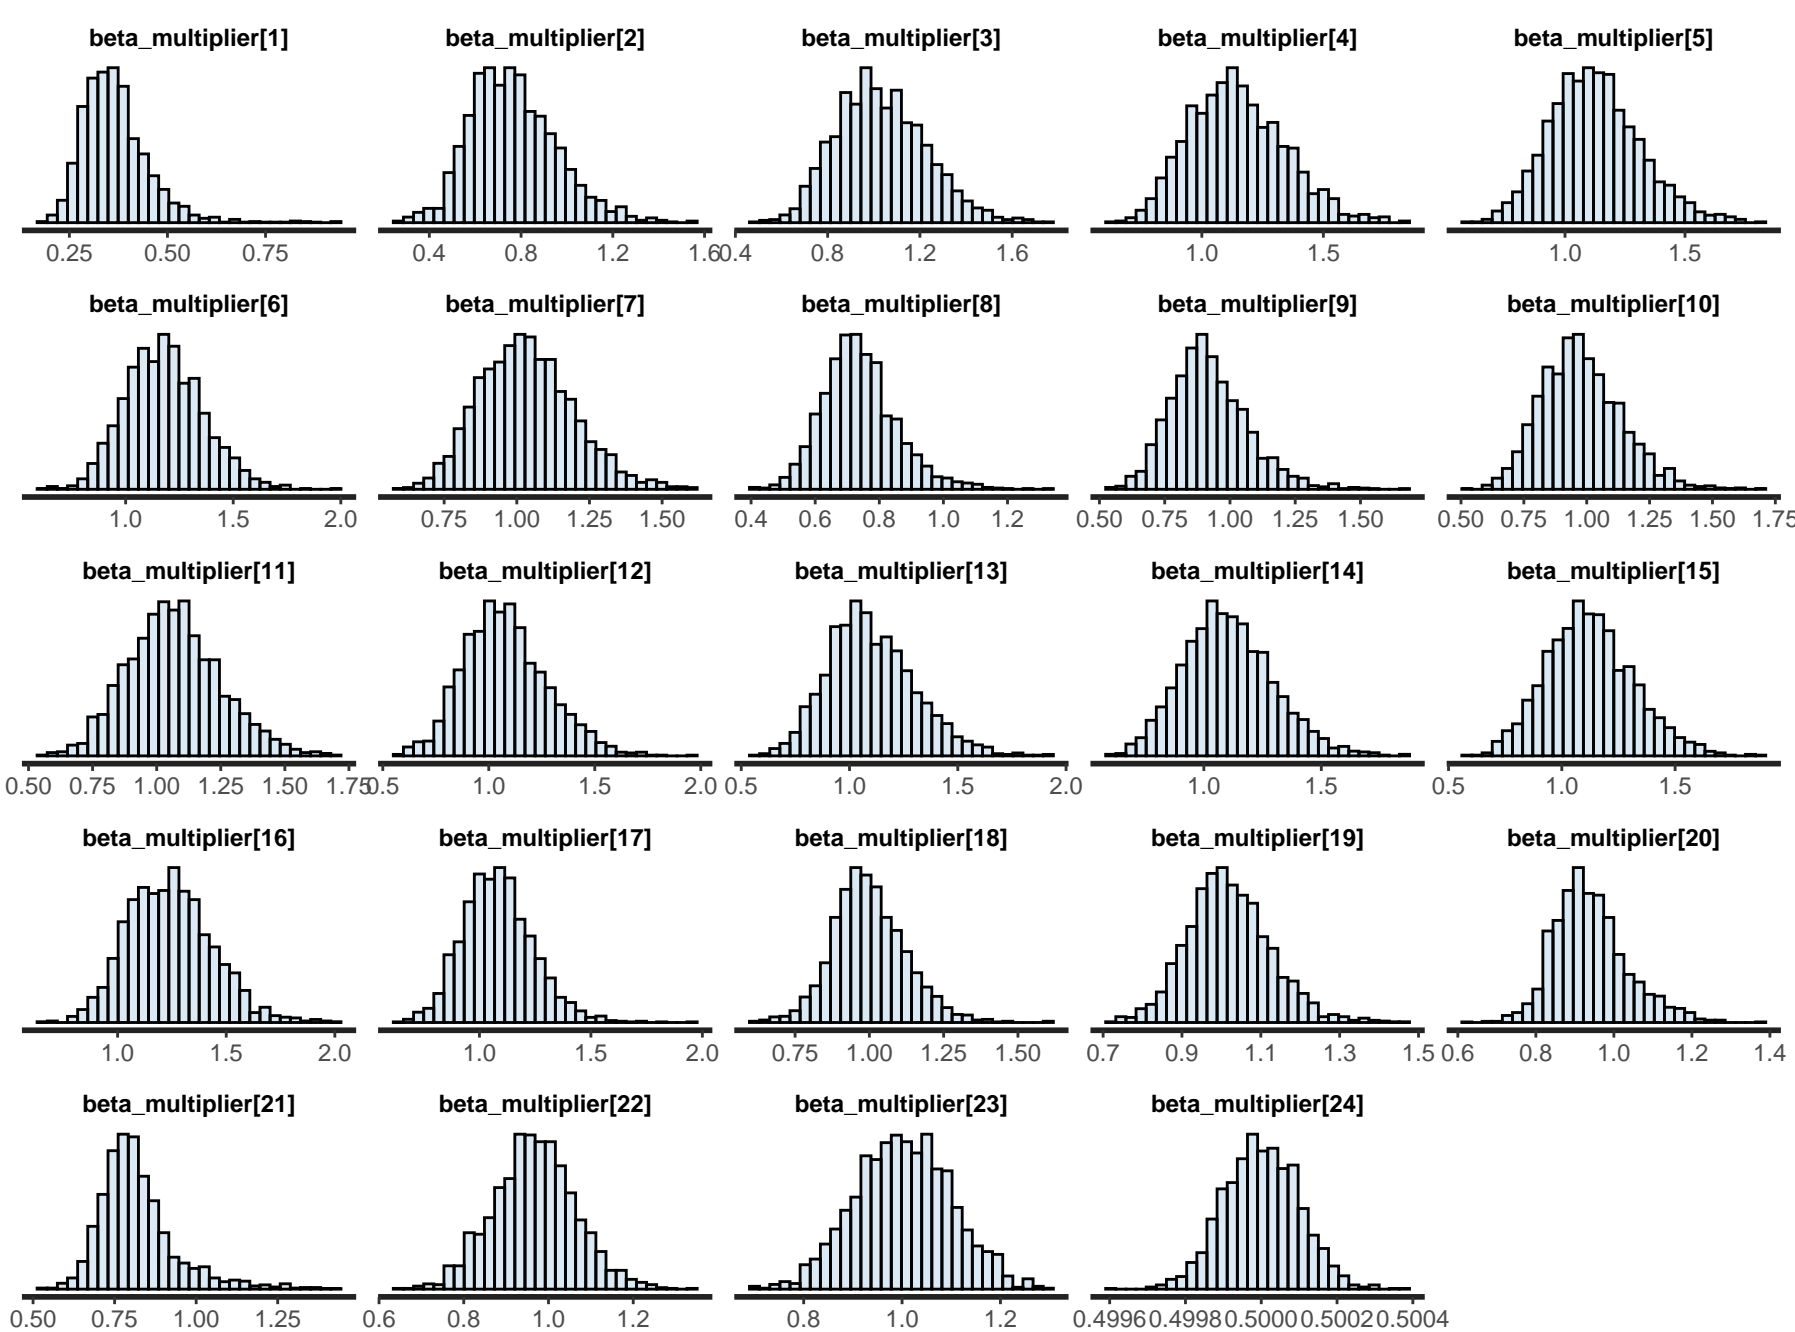 beta_multiplier[1] beta_multiplier[2] beta_multiplier[3] beta_multiplier[4] beta_multiplier[5]
0.25 0.50 0.75 0.4 0.8 1.2 1.6 0.4 0.8 1.2 1.6 1.0 1.5 1.0 1.5
beta_multiplier[6] beta_multiplier[7] beta_multiplier[8] beta_multiplier[9] beta_multiplier[10]
1.0 1.5 2.0 0.75 1.00 1.25 1.50 0.4 0.6 0.8 1.0 1.2 0.50 0.75 1.00 1.25 1.50 0.50 0.75 1.00 1.25 1.50 1.75
beta_multiplier[11] beta_multiplier[12] beta_multiplier[13] beta_multiplier[14] beta_multiplier[15]
0.50 0.75 1.00 1.25 1.50 1.75 0.5 1.0 1.5 2.0 0.5 1.0 1.5 2.0 1.0 1.5 0.5 1.0 1.5
beta_multiplier[16] beta_multiplier[17] beta_multiplier[18] beta_multiplier[19] beta_multiplier[20]
1.0 1.5 2.0 1.0 1.5 2.0 0.75 1.00 1.25 1.50 0.7 0.9 1.1 1.3 1.5 0.6 0.8 1.0 1.2 1.4
beta_multiplier[21] beta_multiplier[22] beta_multiplier[23] beta_multiplier[24]
0.50 0.75 1.00 1.25 0.6 0.8 1.0 1.2 0.8 1.0 1.2 0.4996 0.4998 0.5000 0.5002 0.5004